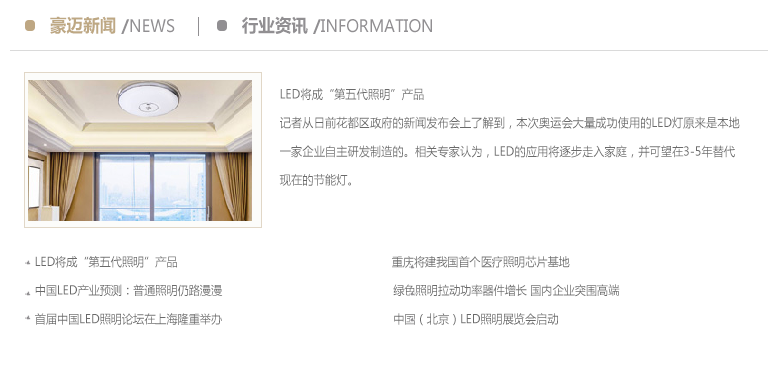 豪迈新闻 /NEWS
行业资讯 /INFORMATION
LED将成“第五代照明”产品
记者从日前花都区政府的新闻发布会上了解到，本次奥运会大量成功使用的LED灯原来是本地
一家企业自主研发制造的。相关专家认为，LED的应用将逐步走入家庭，并可望在3-5年替代
现在的节能灯。
LED将成“第五代照明”产品
重庆将建我国首个医疗照明芯片基地
中国LED产业预测：普通照明仍路漫漫
绿色照明拉动功率器件增长 国内企业突围高端
首届中国LED照明论坛在上海隆重举办
中国（北京）LED照明展览会启动